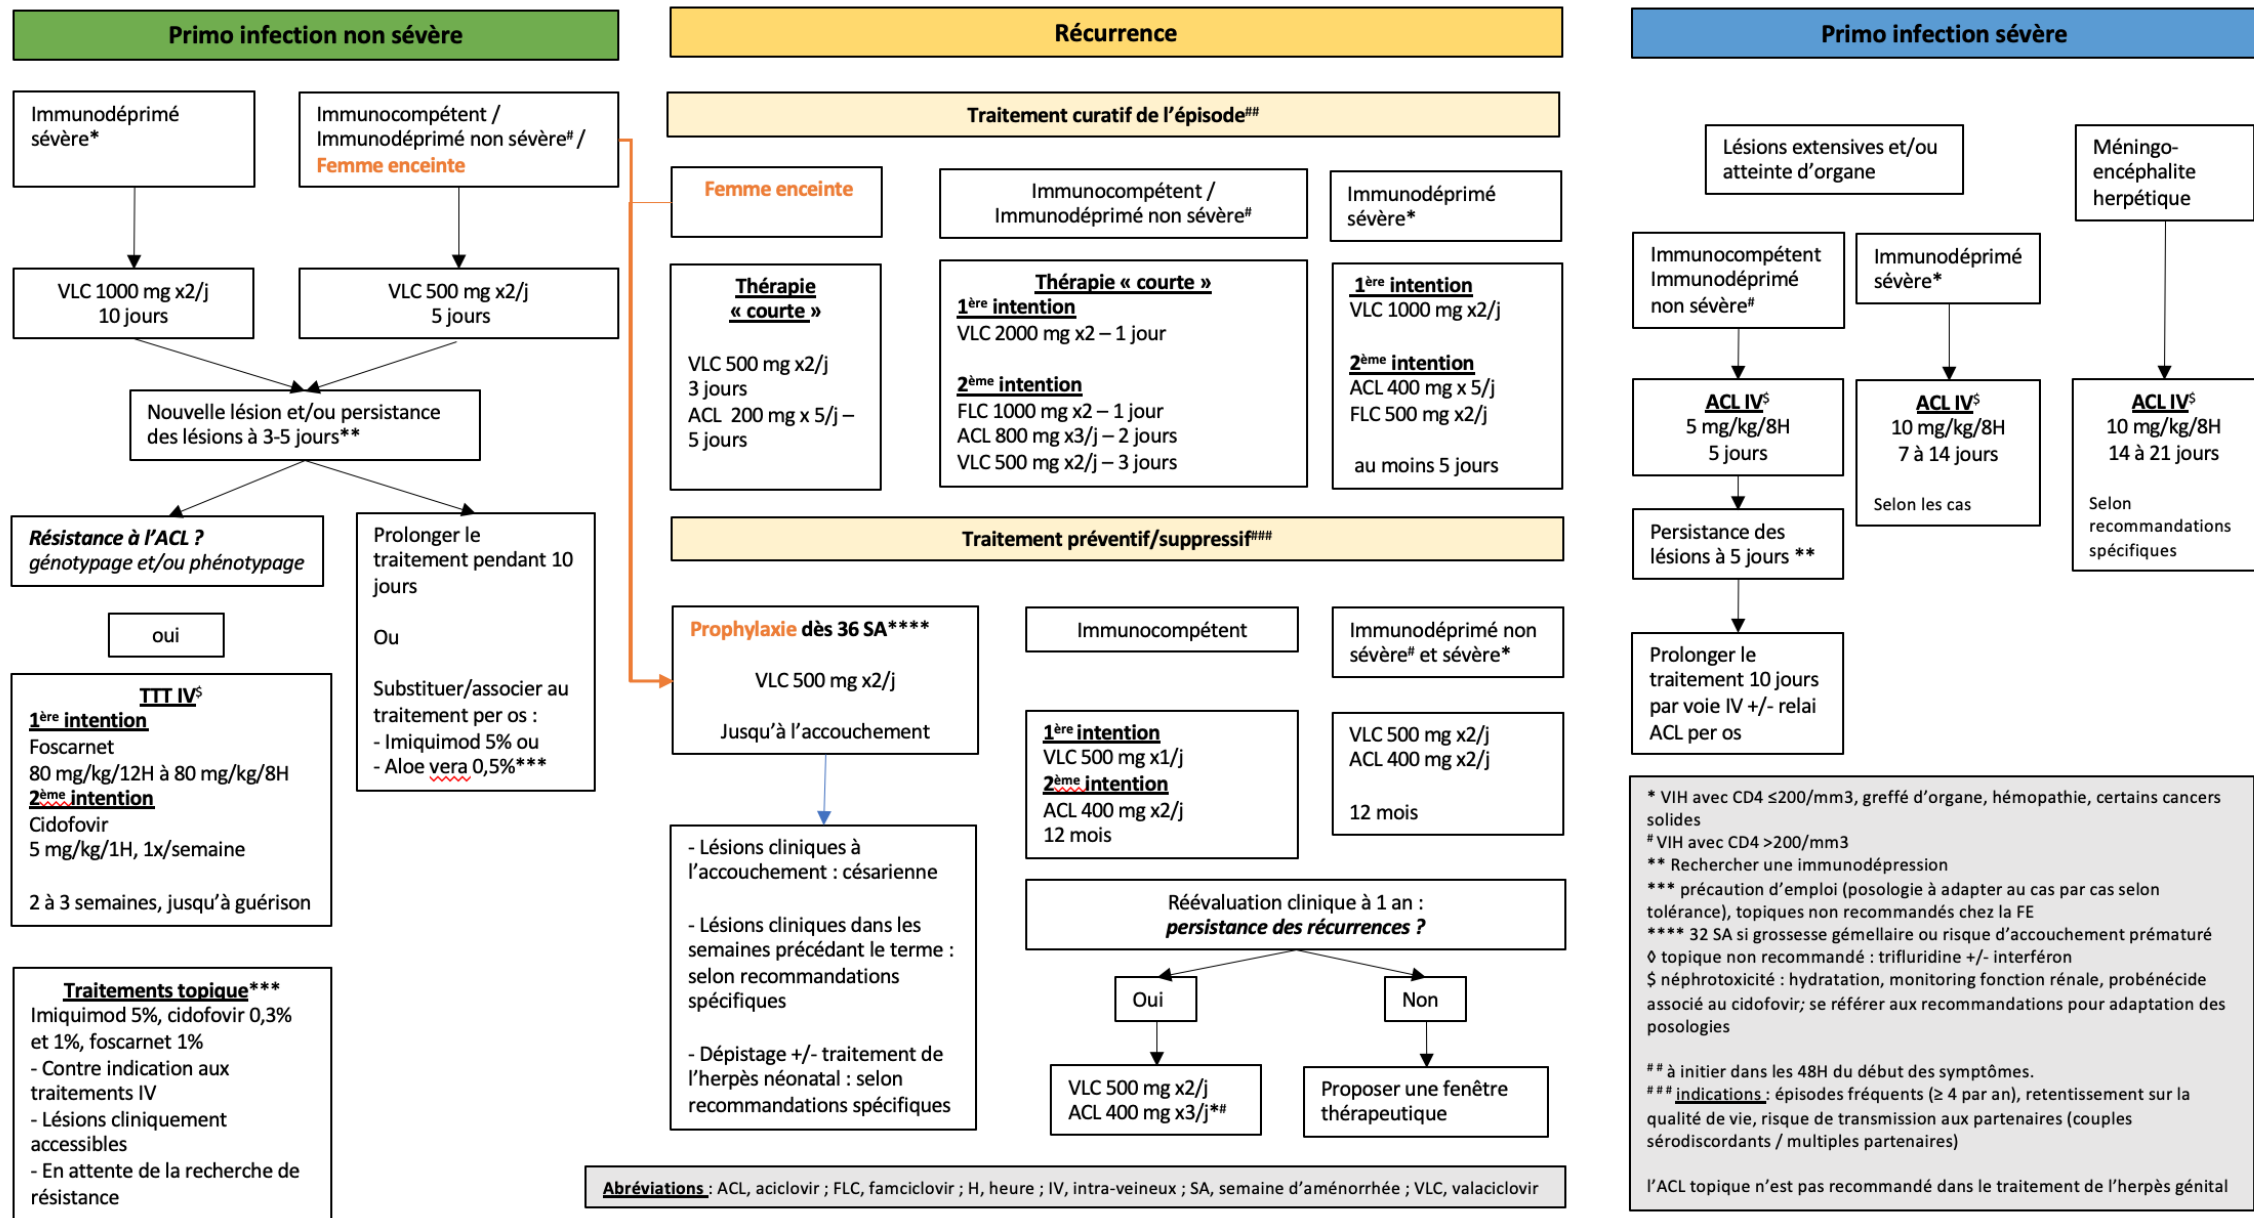 Primo infection non sévère
Immunodéprimé
sévère*
Immunocompétent /
Immunodéprimé non sévère# /
Femme enceinte
VLC 1000 mg x2/j
10 jours
VLC 500 mg x2/j
5 jours
Nouvelle lésion et/ou persistance
des lésions à 3-5 jours**
Résistance à l'ACL ?
génotypage et/ou phénotypage
oui
TTT IV$
1ère intention
Foscarnet
80 mg/kg/12H à 80 mg/kg/8H
2ème intention
Cidofovir
5 mg/kg/1H, 1x/semaine
2 à 3 semaines, jusqu'à guérison
Prolonger le
traitement pendant 10
jours
Ou
Substituer/associer au
traitement per os :
- Imiquimod 5% ou
- Aloe vera 0,5%***
Traitements topique***
Imiquimod 5%, cidofovir 0,3%
et 1%, foscarnet 1%
- Contre indication aux
traitements IV
- Lésions cliniquement
accessibles
- En attente de la recherche de
résistance
Récurrence
Traitement curatif de l'épisode##
Femme enceinte
Immunocompétent /
Immunodéprimé non sévère#
Immunodéprimé
sévère*
Thérapie
« courte »
VLC 500 mg x2/j
3 jours
ACL 200 mg x 5/j –
5 jours
Thérapie « courte »
1ère intention
VLC 2000 mg x2 – 1 jour
2ème intention
FLC 1000 mg x2 – 1 jour
ACL 800 mg x3/j – 2 jours
VLC 500 mg x2/j – 3 jours
1ère intention
VLC 1000 mg x2/j
2ème intention
ACL 400 mg x 5/j
FLC 500 mg x2/j
au moins 5 jours
Traitement préventif/suppressif###
Prophylaxie dès 36 SA****
VLC 500 mg x2/j
Jusqu'à l'accouchement
Immunocompétent
Immunodéprimé non
sévère# et sévère*
1ère intention
VLC 500 mg x1/j
2ème intention
ACL 400 mg x2/j
12 mois
VLC 500 mg x2/j
ACL 400 mg x2/j
12 mois
- Lésions cliniques à
l'accouchement : césarienne
- Lésions cliniques dans les
semaines précédant le terme :
selon recommandations
spécifiques
- Dépistage +/- traitement de
l'herpès néonatal : selon
recommandations spécifiques
Réévaluation clinique à 1 an :
persistance des récurrences ?
Oui
Non
VLC 500 mg x2/j
ACL 400 mg x3/j*#
Proposer une fenêtre
thérapeutique
Abréviations : ACL, aciclovir ; FLC, famciclovir ; H, heure ; IV, intra-veineux ; SA, semaine d'aménorrhée ; VLC, valaciclovir
Primo infection sévère
Lésions extensives et/ou
atteinte d'organe
Méningo-
encéphalite
herpétique
Immunocompétent
Immunodéprimé
non sévère#
Immunodéprimé
sévère*
ACL IV$
5 mg/kg/8H
5 jours
ACL IV$
10 mg/kg/8H
7 à 14 jours
Selon les cas
ACL IV$
10 mg/kg/8H
14 à 21 jours
Selon
recommandations
spécifiques
Persistance des
lésions à 5 jours **
Prolonger le
traitement 10 jours
par voie IV +/- relai
ACL per os
* VIH avec CD4 ≤200/mm3, greffé d'organe, hémopathie, certains cancers
solides
# VIH avec CD4 >200/mm3
** Rechercher une immunodépression
*** précaution d'emploi (posologie à adapter au cas par cas selon
tolérance), topiques non recommandés chez la FE
**** 32 SA si grossesse gémellaire ou risque d'accouchement prématuré
◊ topique non recommandé : trifluridine +/- interféron
$ néphrotoxicité : hydratation, monitoring fonction rénale, probénécide
associé au cidofovir; se référer aux recommandations pour adaptation des
posologies
## à initier dans les 48H du début des symptômes.
### indications : épisodes fréquents (≥ 4 par an), retentissement sur la
qualité de vie, risque de transmission aux partenaires (couples
sérodiscordants / multiples partenaires)
l'ACL topique n'est pas recommandé dans le traitement de l'herpès génital